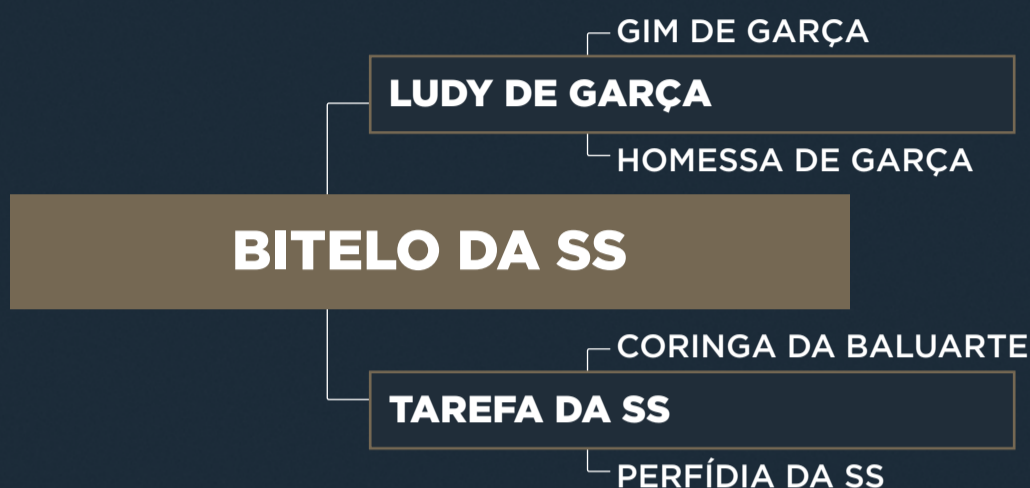 GIM DE GARÇA
LUDY DE GARÇA
HOMESSA DE GARÇA
BITELO DA SS
CORINGA DA BALUARTE
TAREFA DA SS
PERFÍDIA DA SS